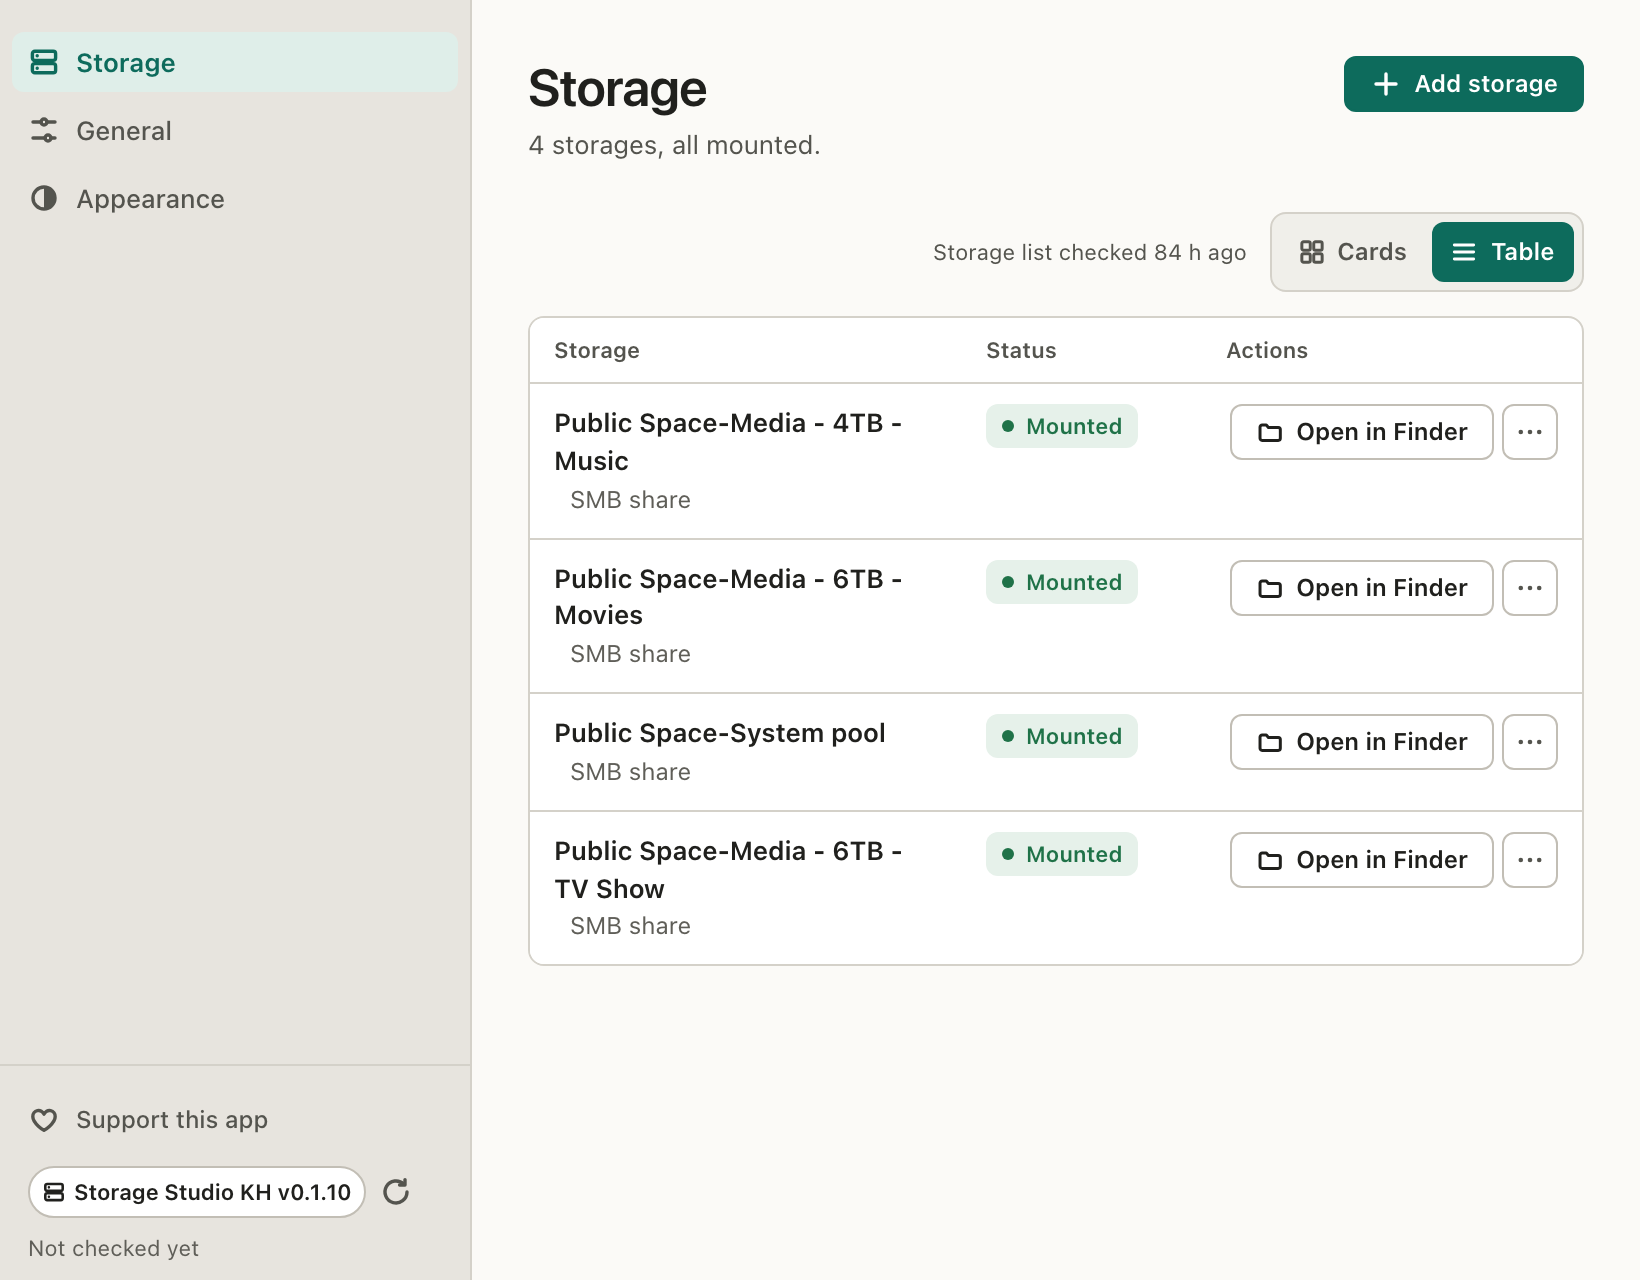 Storage
General
Appearance
Support this app
Storage Studio KH v0.1.10
Not checked yet
Storage
4 storages, all mounted.
Add storage
Storage list checked 84 h ago
Cards
Table
Storage Status Actions
Public Space-Media - 4TB -
Music
SMB share
Mounted
Open in Finder
Public Space-Media - 6TB -
Movies
SMB share
Mounted
Open in Finder
Public Space-System pool
SMB share
Mounted
Open in Finder
Public Space-Media - 6TB -
TV Show
SMB share
Mounted
Open in Finder